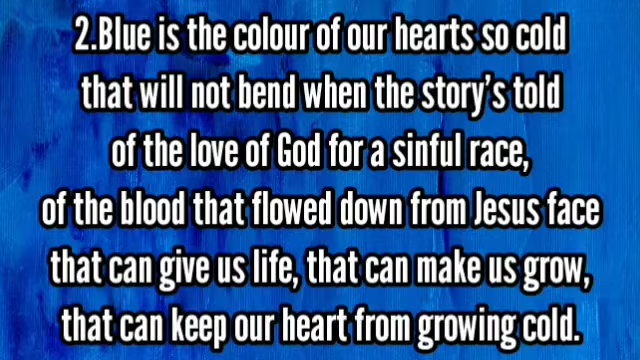 2.Blue is the colour of our hearts so cold
that will not bend when the story’s told
of the love of God for a sinful race,
of the blood that flowed down from Jesus face
that can give us life, that can make us grow,
that can keep our heart from growing cold.